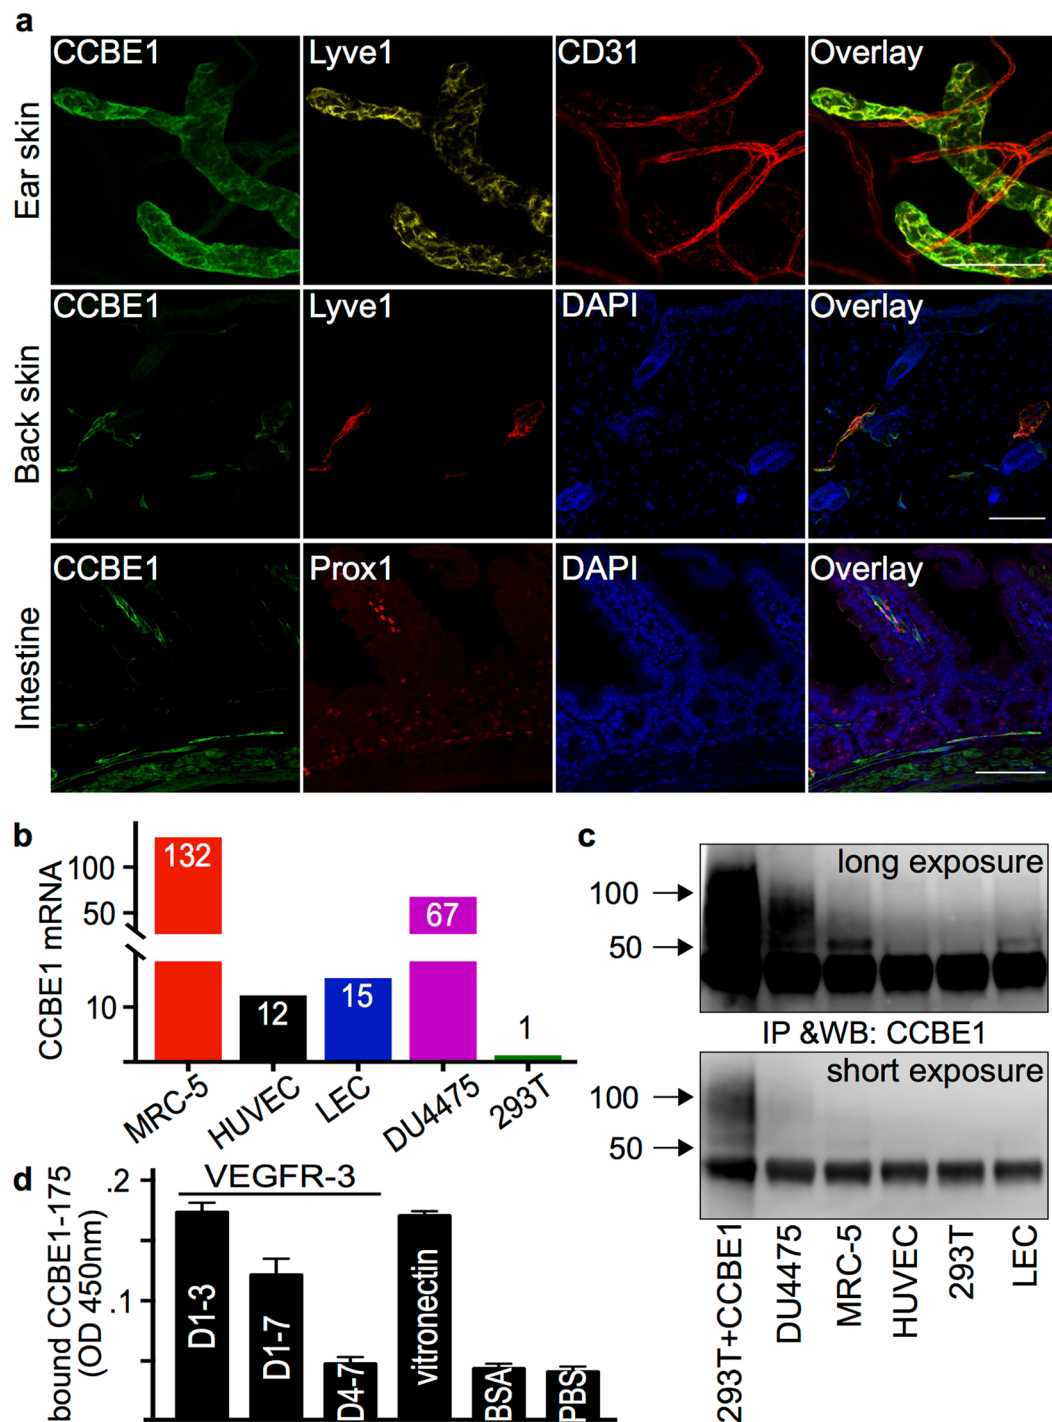 a
CCBE1 Lyve1 CD31 Overlay
Ear skin
CCBE1 Lyve1 DAPI Overlay
Back skin
CCBE1 Prox1 DAPI Overlay
Intestine
b
CCBE1 mRNA
100
50
10
132
12
15
67
1
MRC-5 HUVEC LEC DU4475 293T
c
long exposure
100
50
IP &WB: CCBE1
short exposure
100
50
293T+CCBE1 DU4475 MRC-5 HUVEC 293T LEC
d
bound CCBE1-175
(OD 450nm)
.2
.1
VEGFR-3
D1-3 D1-7 D4-7 vitronectin BSA PBS